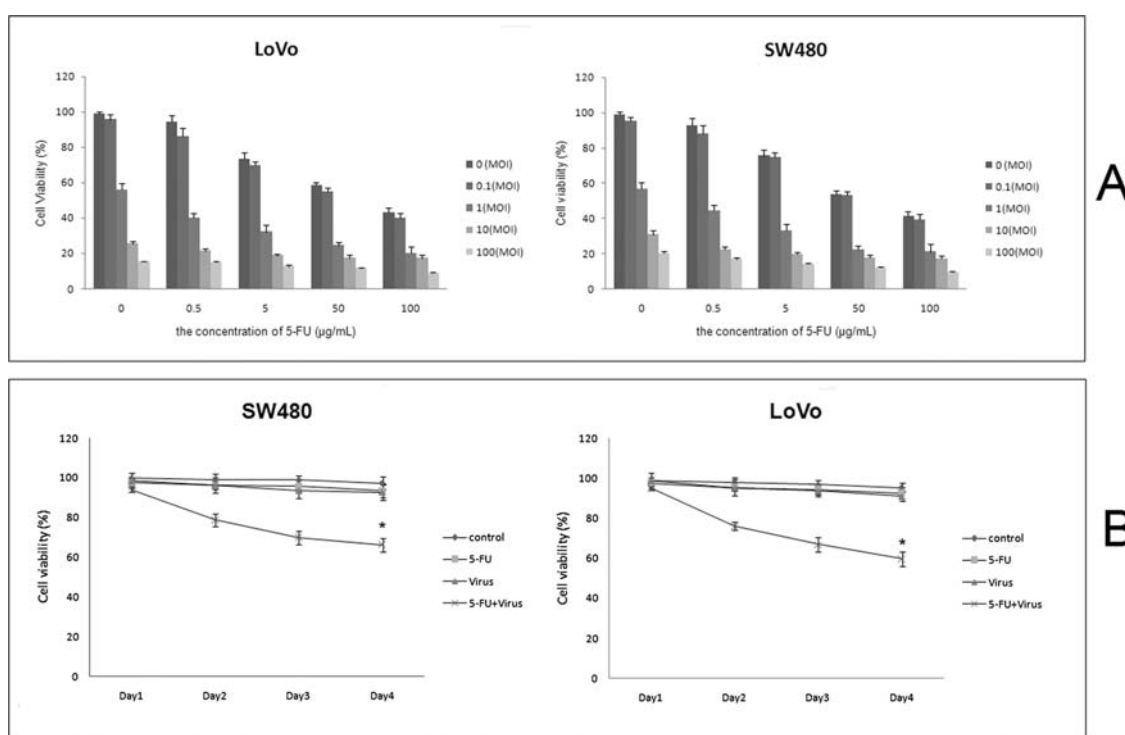 LoVo
120
100
80
60
40
20
0
Cell Viability (%)
0 0.5 5 50 100
the concentration of 5-FU (µg/mL)
0 (MOI)
0.1(MOI)
1(MOI)
10(MOI)
100(MOI)
SW480
120
100
80
60
40
20
0
Cell viability (%)
0 0.5 5 50 100
the concentration of 5-FU (µg/mL)
0 (MOI)
0.1(MOI)
1(MOI)
10(MOI)
100(MOI)
A
SW480
120
100
80
60
40
20
0
Cell viability (%)
Day1 Day2 Day3 Day4
*
control
5-FU
Virus
5-FU+Virus
LoVo
120
100
80
60
40
20
0
Cell viability (%)
Day1 Day2 Day3 Day4
*
control
5-FU
Virus
5-FU+Virus
B